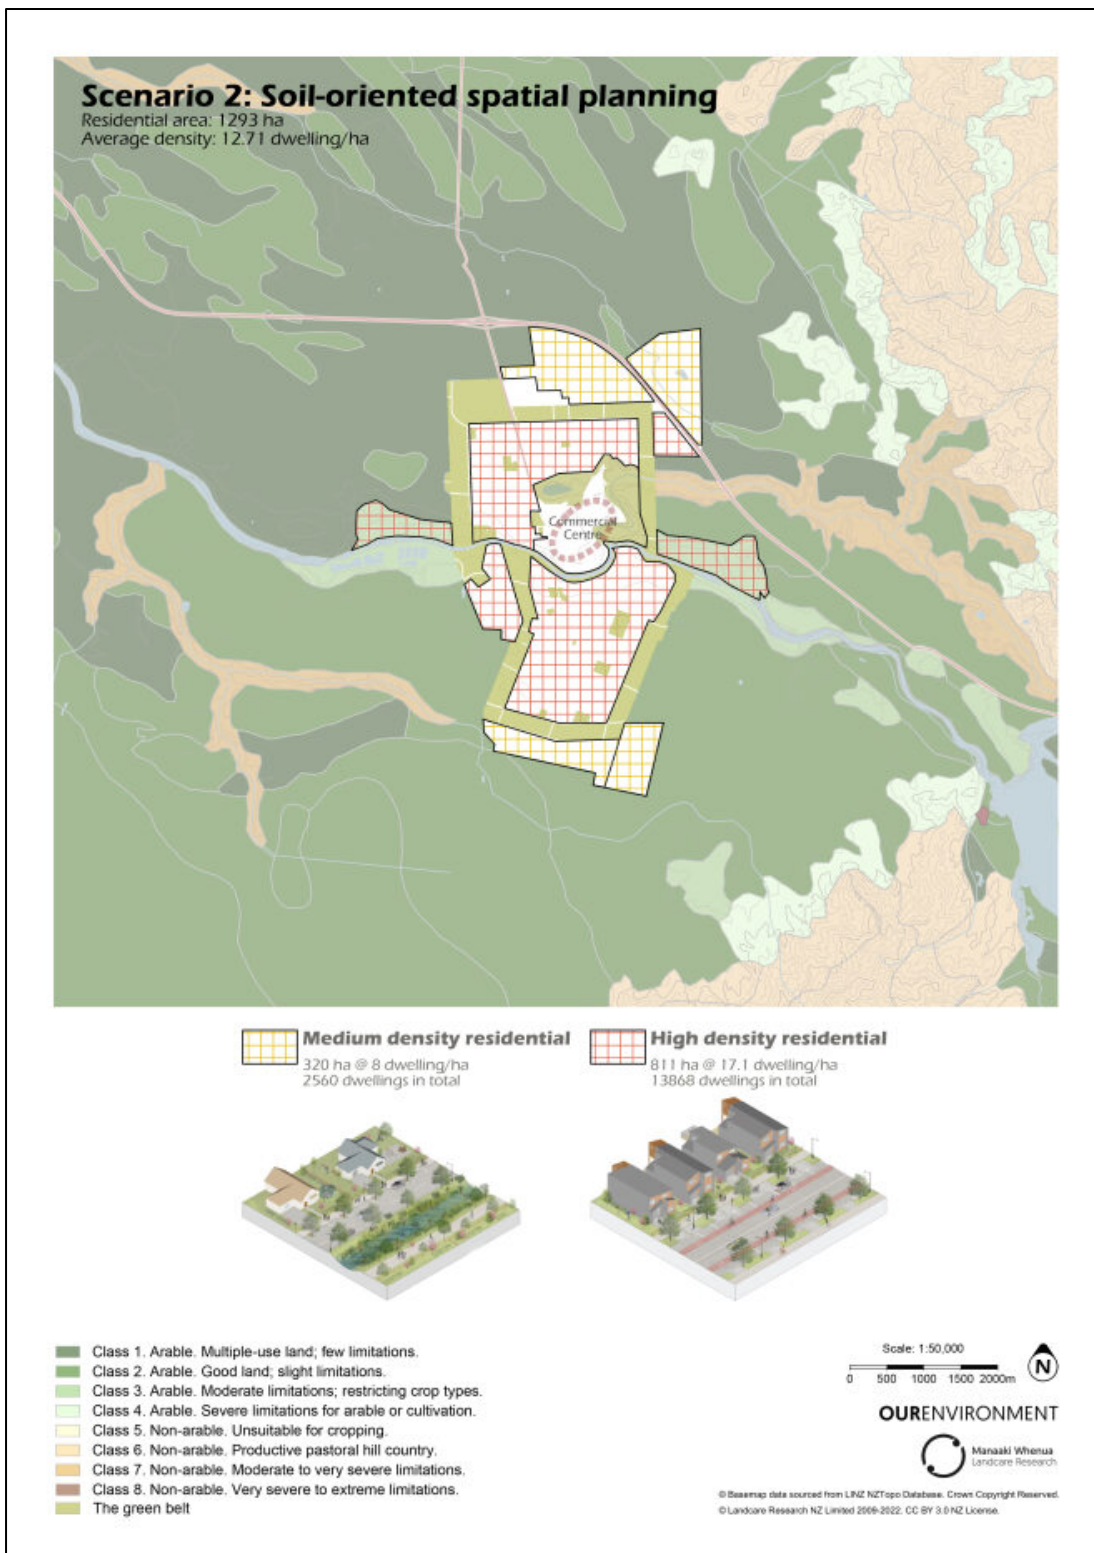 Scenario 2: Soil-oriented spatial planning
Residential area: 1293 ha
Average density: 12.71 dwelling/ha
Commercial
Centre
Medium density residential
320 ha @ 8 dwelling/ha
2560 dwellings in total
High density residential
811 ha @ 17.1 dwelling/ha
13868 dwellings in total
Class 1. Arable. Multiple-use land; few limitations.
Class 2. Arable. Good land; slight limitations.
Class 3. Arable. Moderate limitations; restricting crop types.
Class 4. Arable. Severe limitations for arable or cultivation.
Class 5. Non-arable. Unsuitable for cropping.
Class 6. Non-arable. Productive pastoral hill country.
Class 7. Non-arable. Moderate to very severe limitations.
Class 8. Non-arable. Very severe to extreme limitations.
The green belt
Scale: 1:50,000
0 500 1000 1500 2000m
N
OURENVIRONMENT
Manaaki Whenua
Landcare Research
© Basemap data sourced from LINZ NZTopo Database. Crown Copyright Reserved.
© Landcare Research NZ Limited 2009-2022. CC BY 3.0 NZ License.